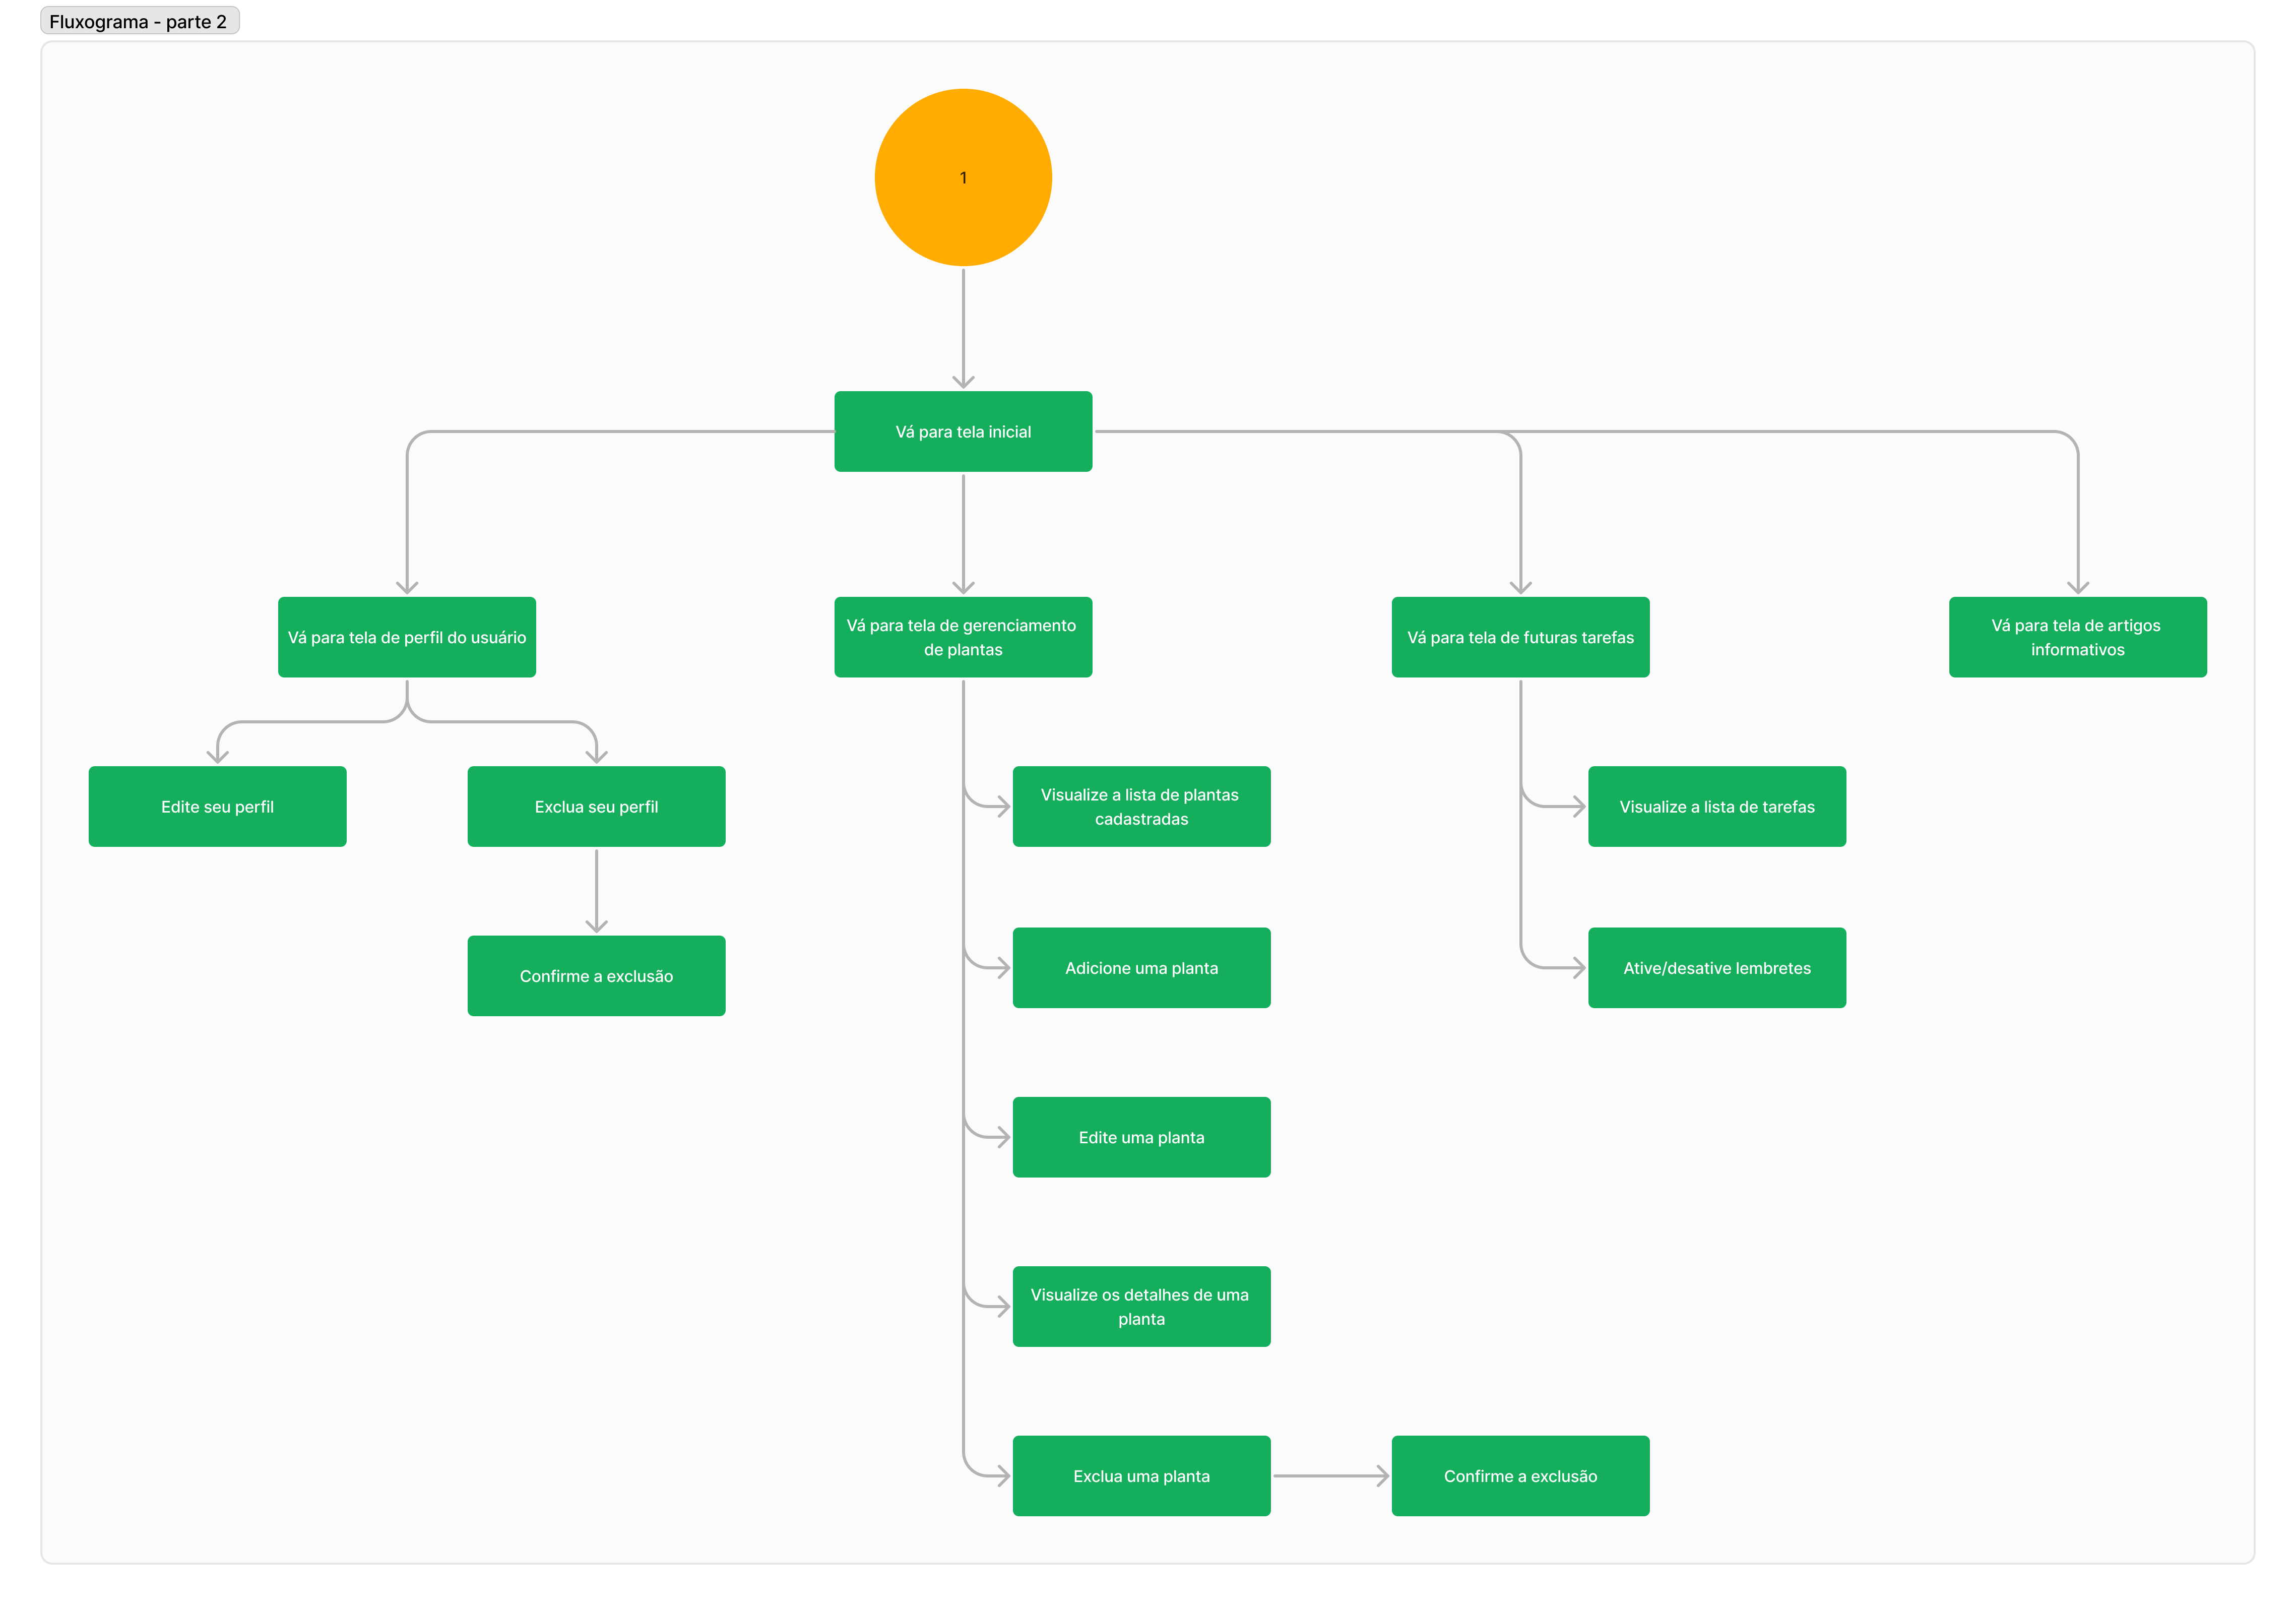 Fluxograma - parte 2
1
Vá para tela inicial
Vá para tela de perfil do usuário
Vá para tela de gerenciamento
de plantas
Vá para tela de futuras tarefas
Vá para tela de artigos
informativos
Edite seu perfil
Exclua seu perfil
Visualize a lista de plantas
cadastradas
Visualize a lista de tarefas
Confirme a exclusão
Adicione uma planta
Ative/desative lembretes
Edite uma planta
Visualize os detalhes de uma
planta
Exclua uma planta
Confirme a exclusão